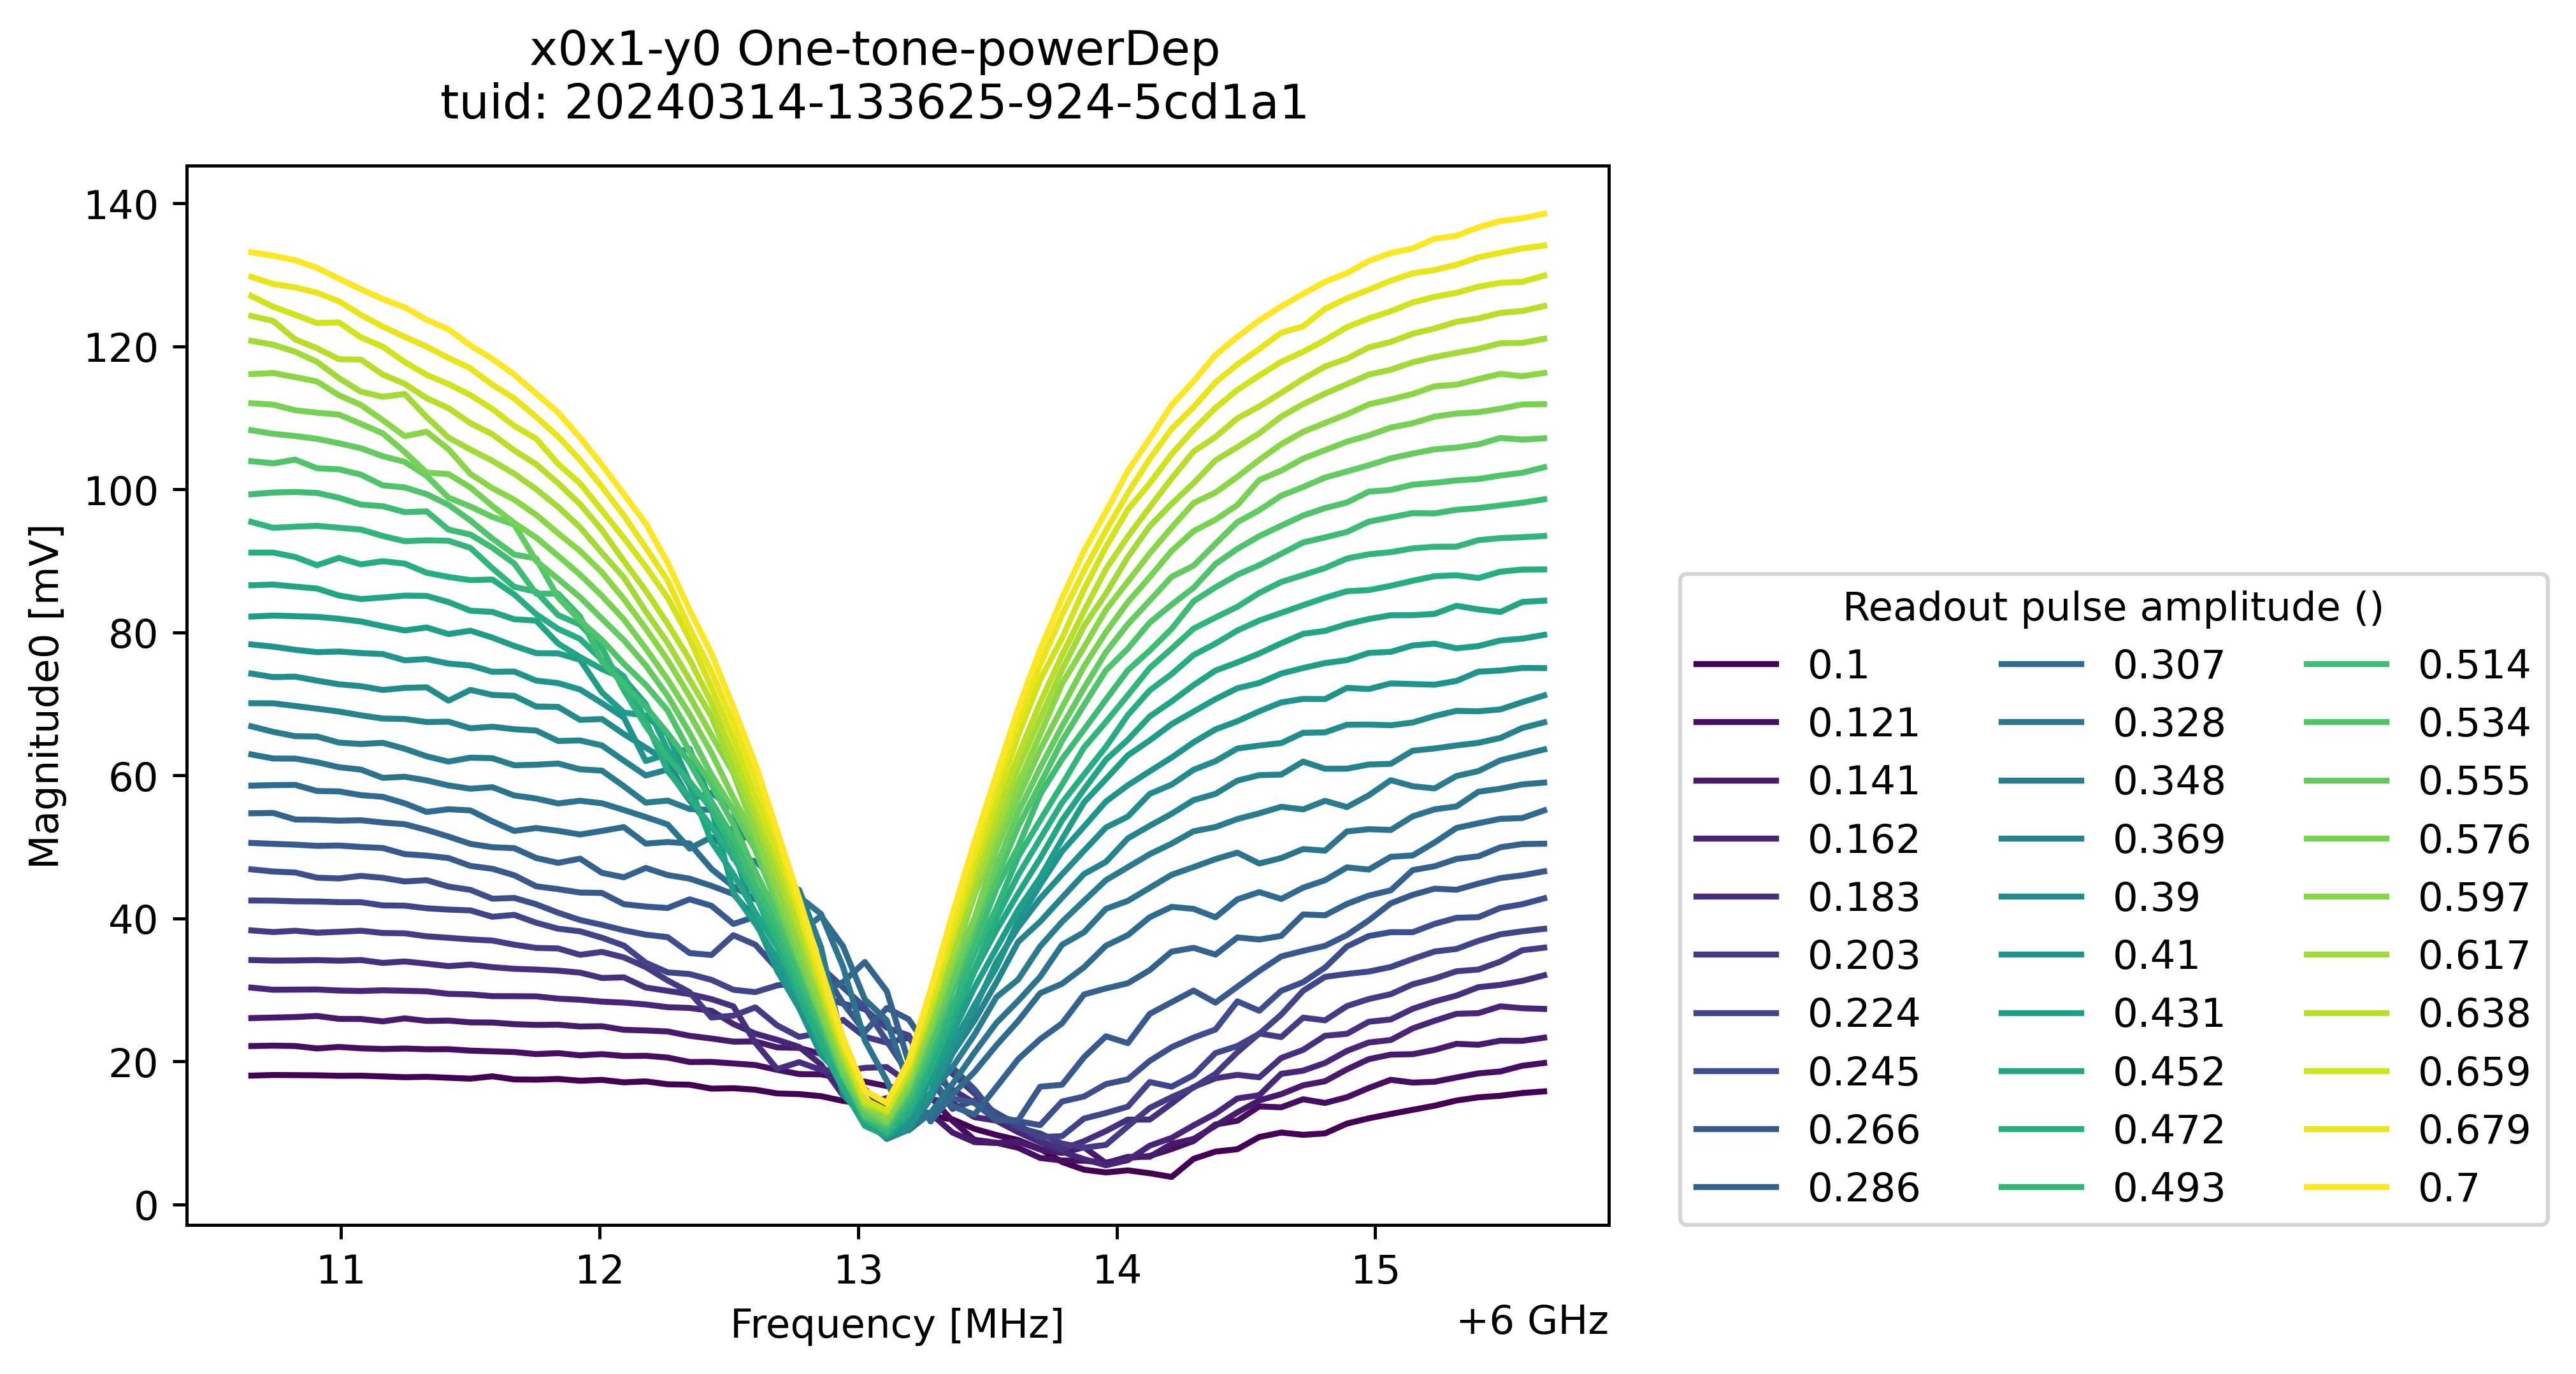 x0x1-y0 One-tone-powerDep
tuid: 20240314-133625-924-5cd1a1
Magnitude0 [mV]
140
120
100
80
60
40
20
0
11 12 13 14 15
Frequency [MHz]
+6 GHz
Readout pulse amplitude ()
0.1 0.307 0.514
0.121 0.328 0.534
0.141 0.348 0.555
0.162 0.369 0.576
0.183 0.39 0.597
0.203 0.41 0.617
0.224 0.431 0.638
0.245 0.452 0.659
0.266 0.472 0.679
0.286 0.493 0.7